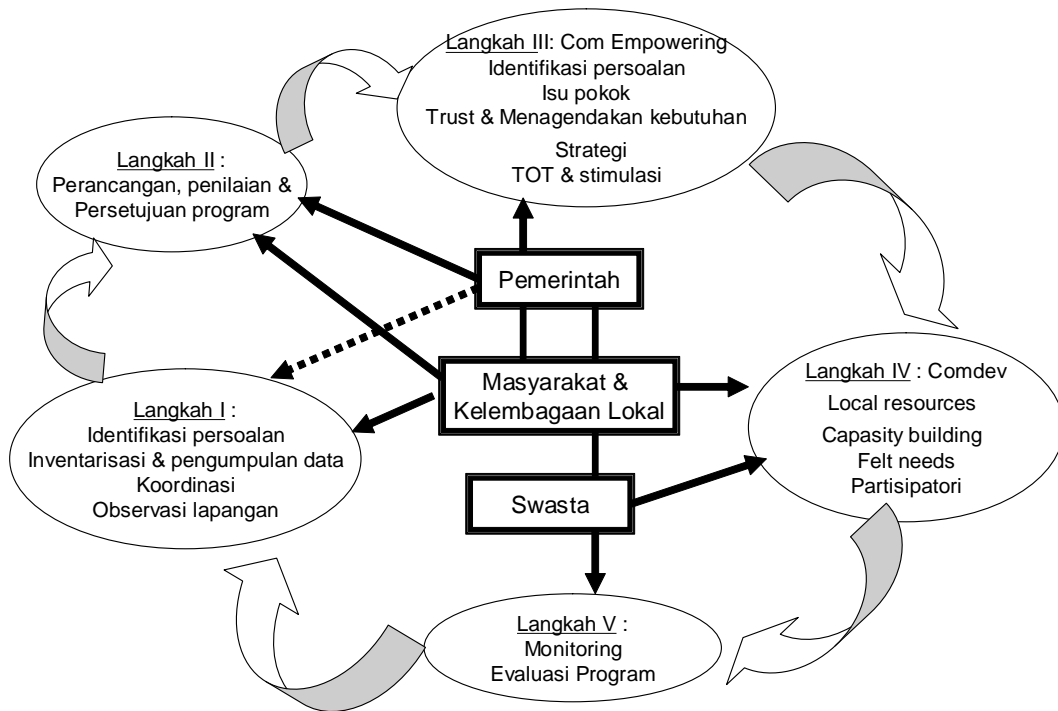 Langkah III: Com Empowering
Identifikasi persoalan
Isu pokok
Trust & Menagendakan kebutuhan
Strategi
TOT & stimulasi
Langkah II :
Perancangan, penilaian &
Persetujuan program
Pemerintah
Masyarakat &
Kelembagaan Lokal
Swasta
Langkah IV : Comdev
Local resources
Capasity building
Felt needs
Partisipatori
Langkah I :
Identifikasi persoalan
Inventarisasi & pengumpulan data
Koordinasi
Observasi lapangan
Langkah V :
Monitoring
Evaluasi Program